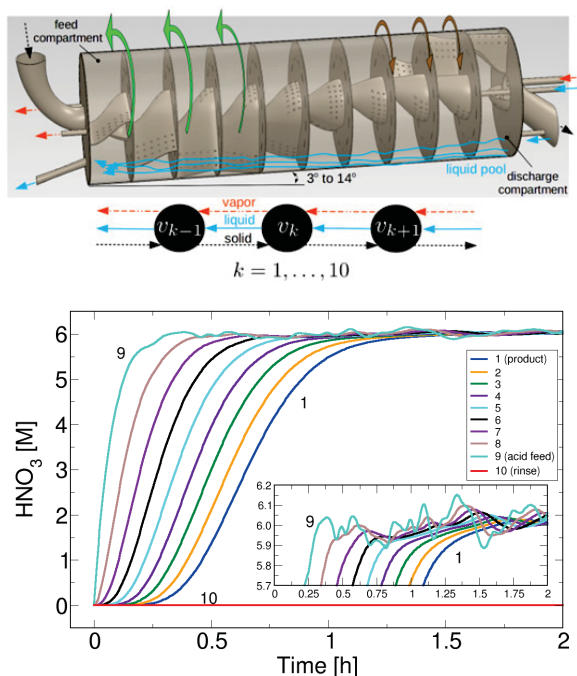 feed
compartment
liquid pool
3° to 14°
discharge
compartment
vapor
liquid
solid
v_{k-1} v_k v_{k+1}
k = 1, . . . , 10
HNO₃ [M]
6
5
4
3
2
1
0
9
1
10
1 (product)
2
3
4
5
6
7
8
9 (acid feed)
10 (rinse)
6.2
6.1
6.0
5.9
5.8
5.7
9
1
0 0.25 0.5 0.75 1 1.25 1.5 1.75 2
0 0.5 1 1.5 2
Time [h]